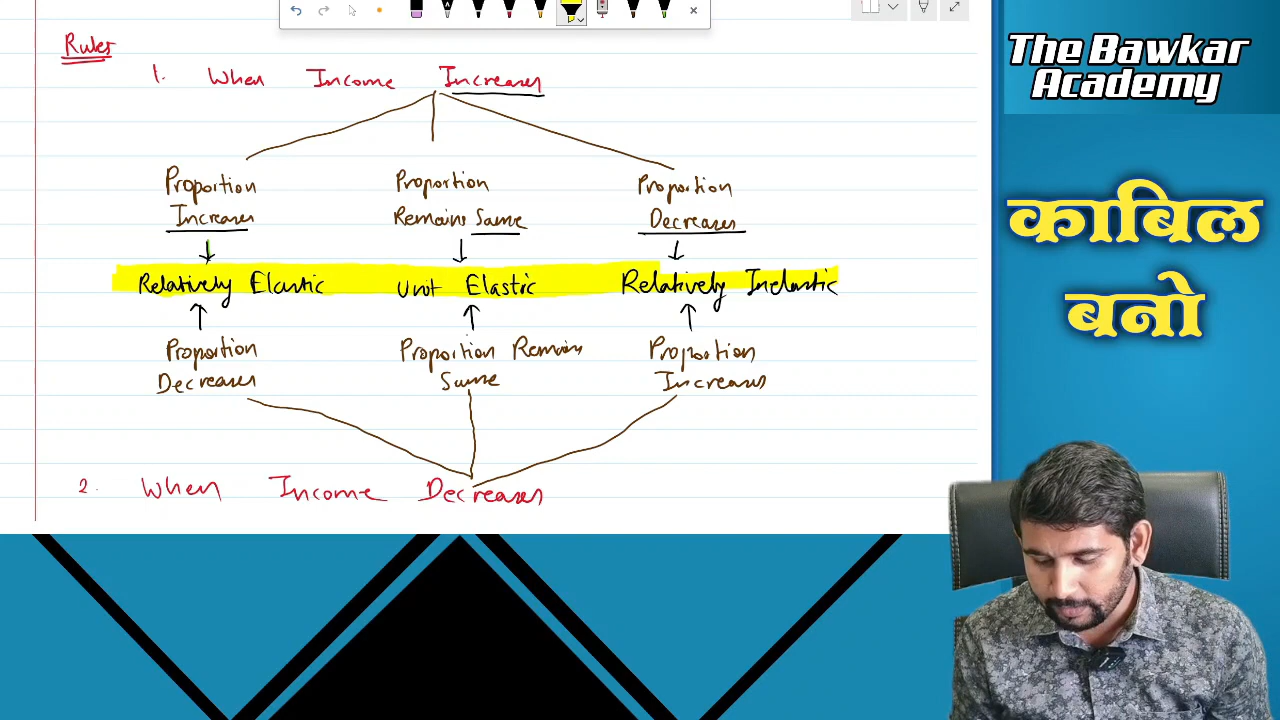 Rules
1. When Income Increases
Proportion Increases
Proportion Remains Same
Proportion Decreases
Relatively Elastic
Unit Elastic
Relatively Inelastic
Proportion Decreases
Proportion Remain Same
Proportion Increases
2. When Income Decreases
The Bawkar
Academy
काबिल
बनो